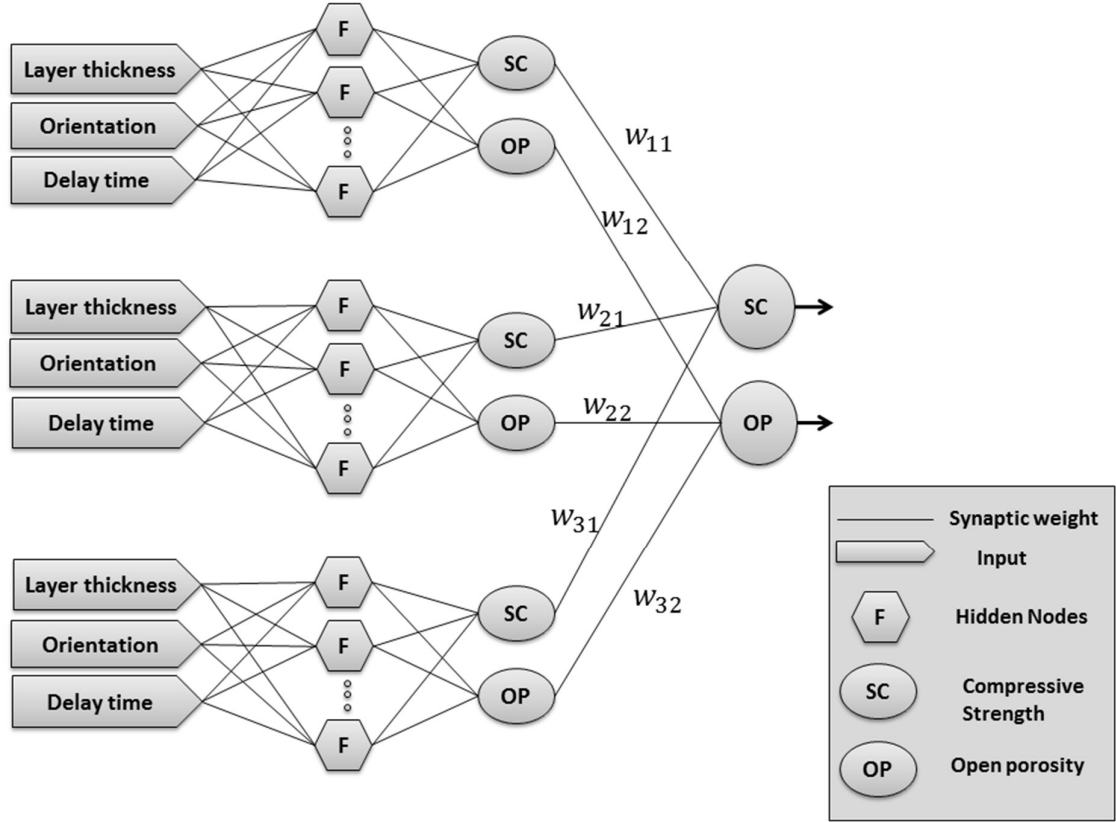 F
Layer thickness
SC
F
w11
Orientation
OP
Delay time
F
w12
Layer thickness
F
SC
w21
SC
Orientation
F
Delay time
OP
w22
OP
F
w31
Synaptic weight
Input
Layer thickness
F
SC
w32
F
Hidden Nodes
Orientation
F
Delay time
OP
SC
Compressive
Strength
F
OP
Open porosity